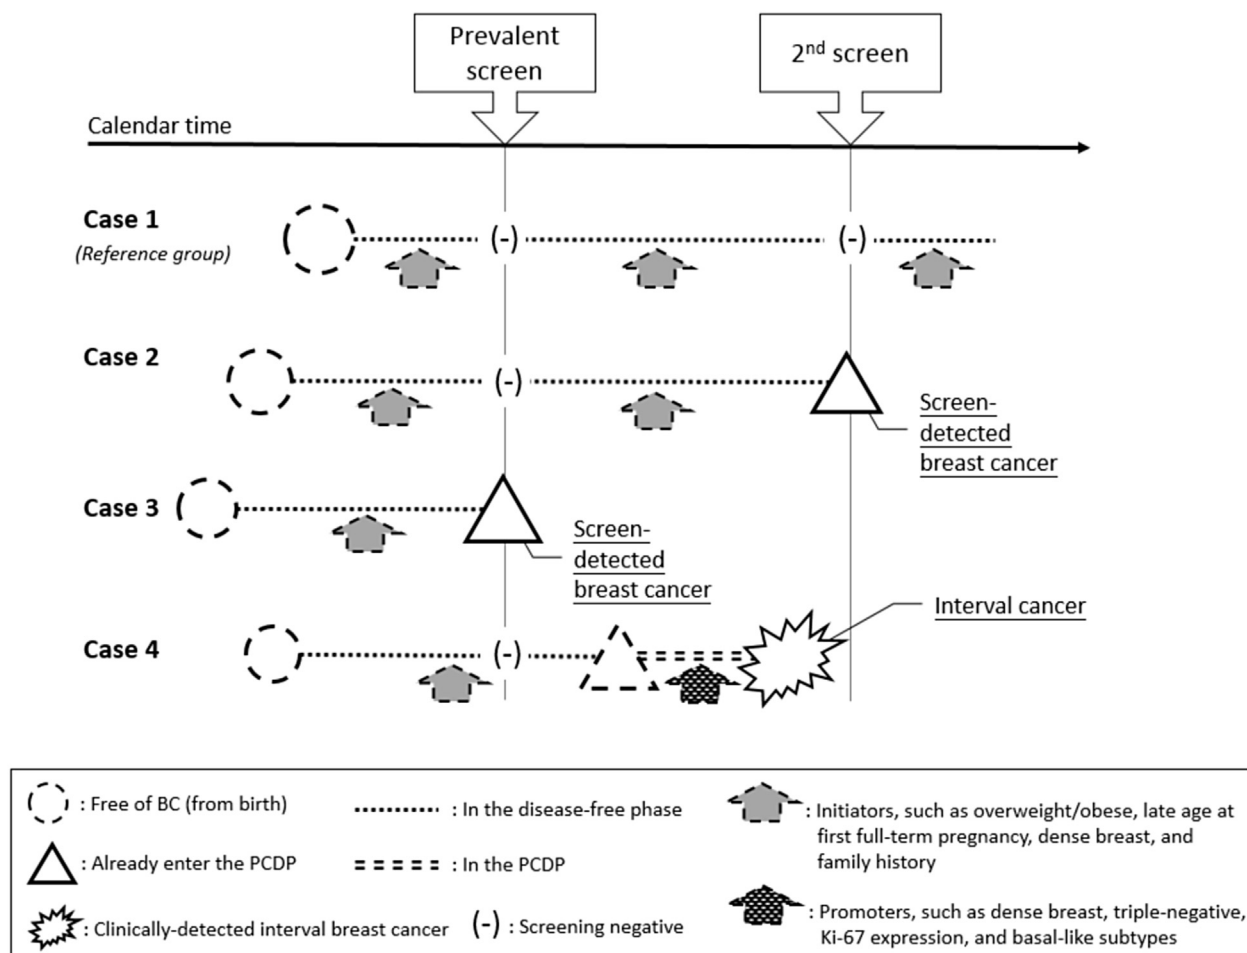 Prevalent
screen
2nd screen
Calendar time
Case 1
(Reference group)
(-)
(-)
Case 2
(-)
Screen-
detected
breast cancer
Case 3
Screen-
detected
breast cancer
Interval cancer
Case 4
(-)
: Free of BC (from birth)
: In the disease-free phase
: Initiators, such as overweight/obese, late age at
first full-term pregnancy, dense breast, and
family history
: Already enter the PCDP
: In the PCDP
: Clinically-detected interval breast cancer
(-) : Screening negative
: Promoters, such as dense breast, triple-negative,
Ki-67 expression, and basal-like subtypes